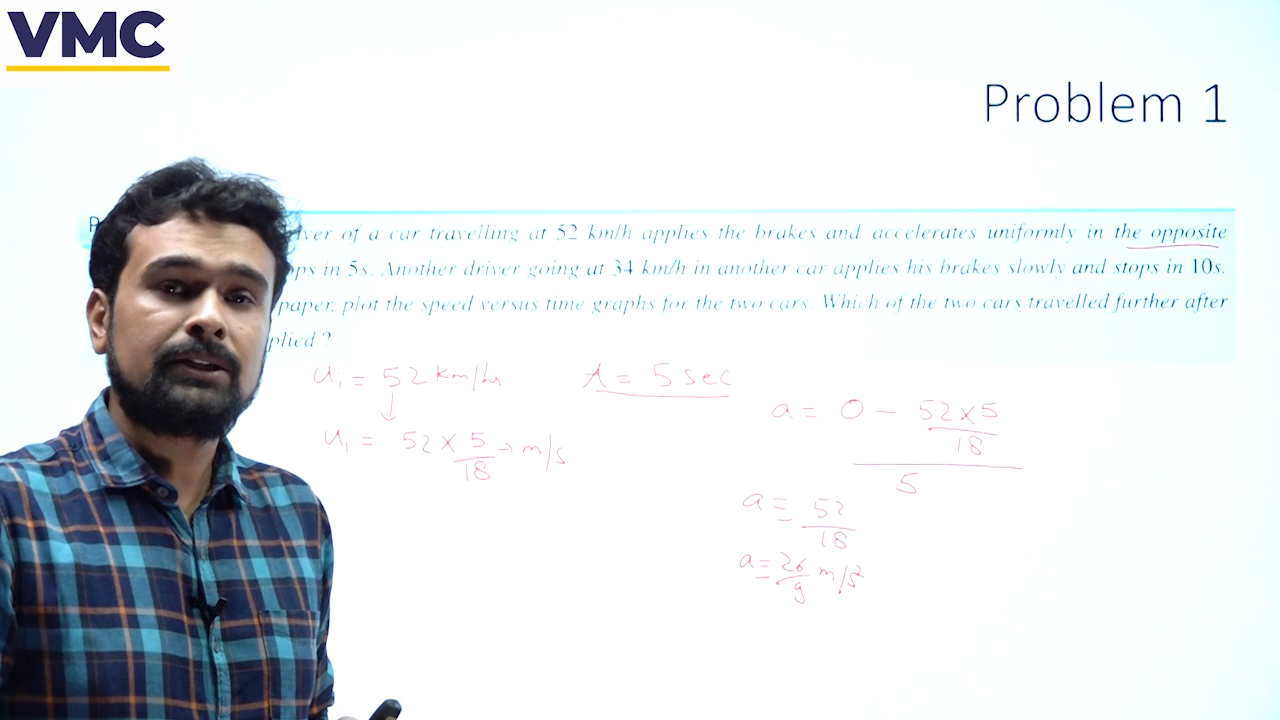 VMC
Problem 1
P
iver of a car travelling at 52 km/h applies the brakes and accelerates uniformly in the opposite
ops in 5s. Another driver going at 34 km/h in another car applies his brakes slowly and stops in 10s.
paper, plot the speed versus time graphs for the two cars. Which of the two cars travelled further after
plied ?
u₁ = 52 km/hr t = 5 sec
↓
u₁ = 52 × 5/18 → m/s
a = 0 - 52×5/18
5
a = - 52/18
a = - 26/9 m/s²